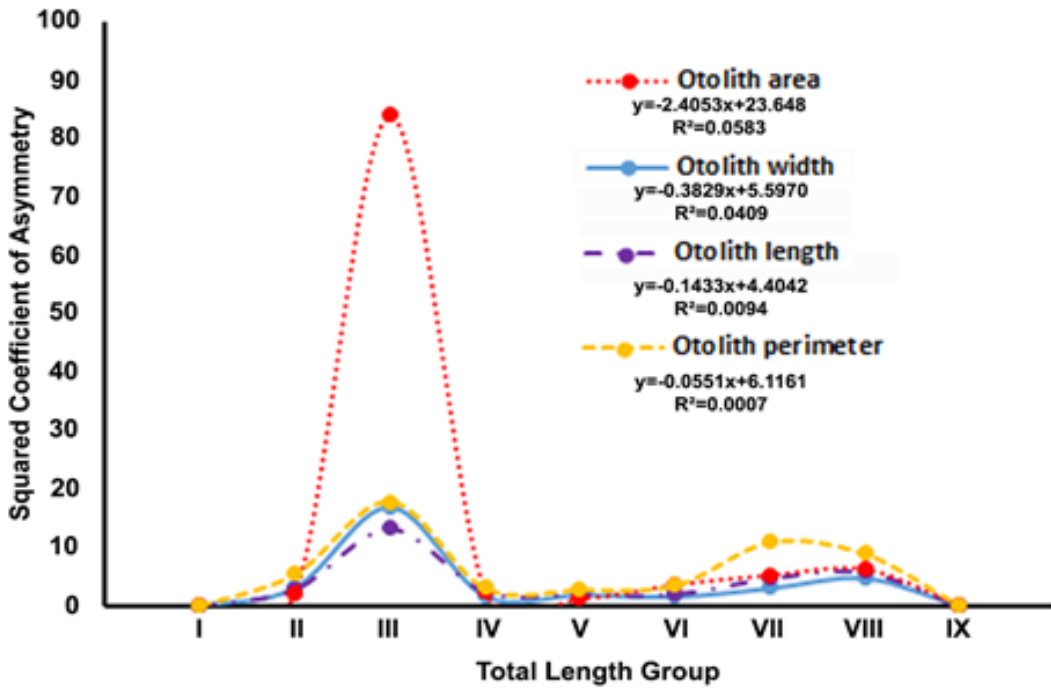 100
90
80
70
60
50
40
30
20
10
0
Squared Coefficient of Asymmetry
Otolith area
y=-2.4053x+23.648
R²=0.0583
Otolith width
y=-0.3829x+5.5970
R²=0.0409
Otolith length
y=-0.1433x+4.4042
R²=0.0094
Otolith perimeter
y=-0.0551x+6.1161
R²=0.0007
I II III IV V VI VII VIII IX
Total Length Group